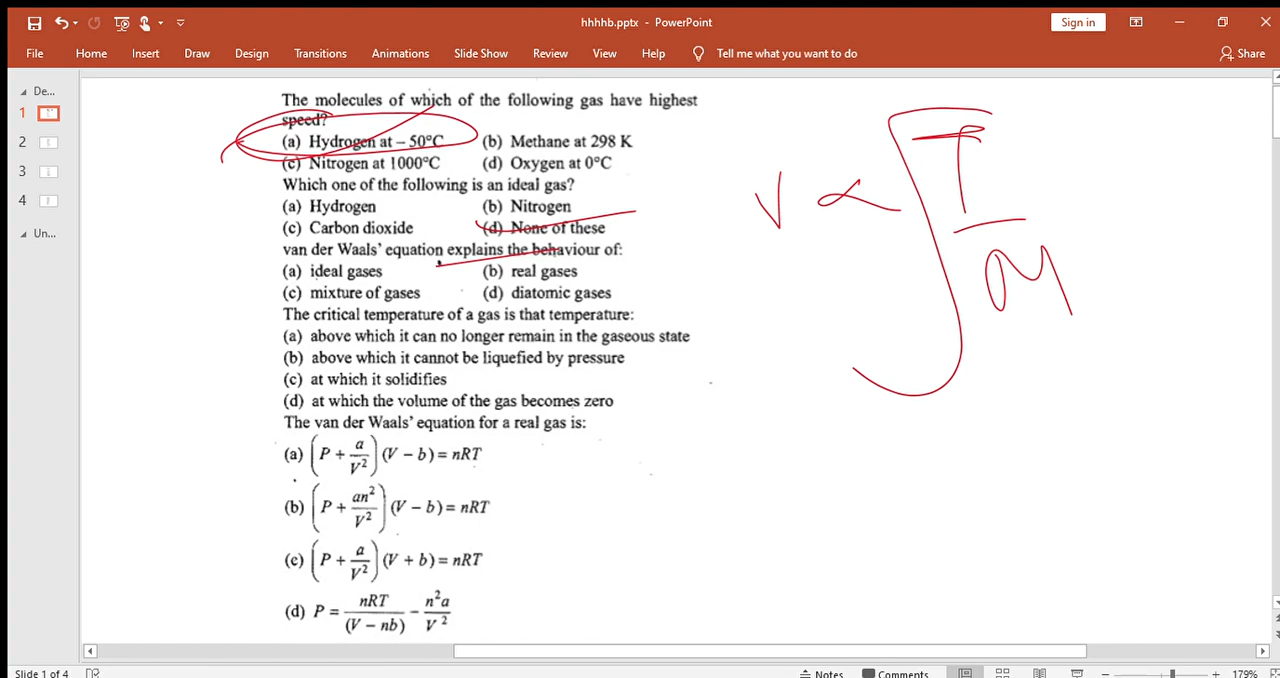 hhhhb.pptx - PowerPoint
Sign in
File Home Insert Draw Design Transitions Animations Slide Show Review View Help Tell me what you want to do Share
De...
1
2
3
4
Un...
The molecules of which of the following gas have highest
speed?
(a) Hydrogen at – 50°C (b) Methane at 298 K
(c) Nitrogen at 1000°C (d) Oxygen at 0°C
Which one of the following is an ideal gas?
(a) Hydrogen (b) Nitrogen
(c) Carbon dioxide (d) None of these
van der Waals' equation explains the behaviour of:
(a) ideal gases (b) real gases
(c) mixture of gases (d) diatomic gases
The critical temperature of a gas is that temperature:
(a) above which it can no longer remain in the gaseous state
(b) above which it cannot be liquefied by pressure
(c) at which it solidifies
(d) at which the volume of the gas becomes zero
The van der Waals' equation for a real gas is:
(a) (P + a/V²) (V – b) = nRT
(b) (P + an²/V²) (V – b) = nRT
(c) (P + a/V²) (V + b) = nRT
(d) P = nRT/(V – nb) – n²a/V²
V ∝ √T/M
Slide 1 of 4 Notes Comments 179%